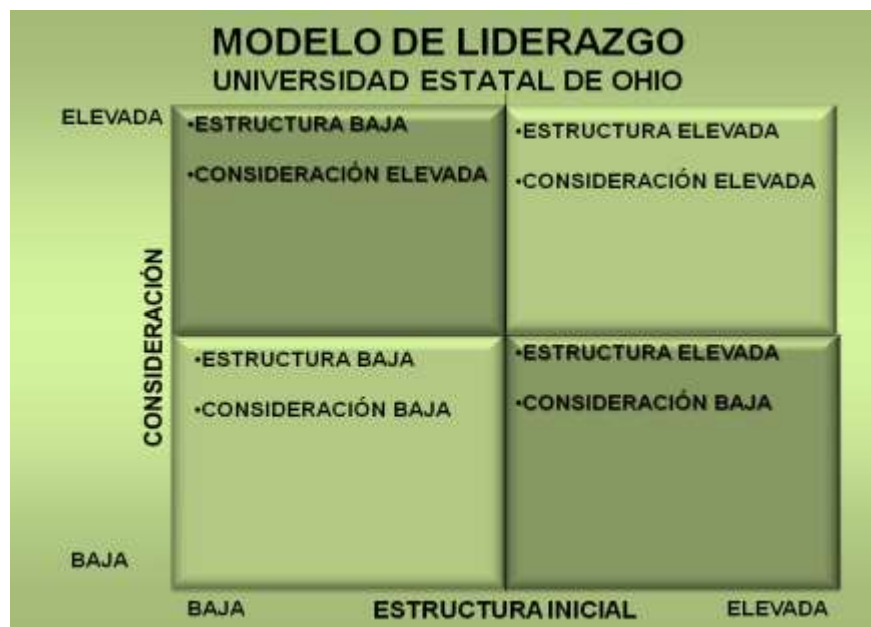 MODELO DE LIDERAZGO
UNIVERSIDAD ESTATAL DE OHIO
ELEVADA
•ESTRUCTURA BAJA
•CONSIDERACIÓN ELEVADA
•ESTRUCTURA ELEVADA
•CONSIDERACIÓN ELEVADA
CONSIDERACIÓN
•ESTRUCTURA BAJA
•CONSIDERACIÓN BAJA
•ESTRUCTURA ELEVADA
•CONSIDERACIÓN BAJA
BAJA
BAJA
ESTRUCTURA INICIAL
ELEVADA